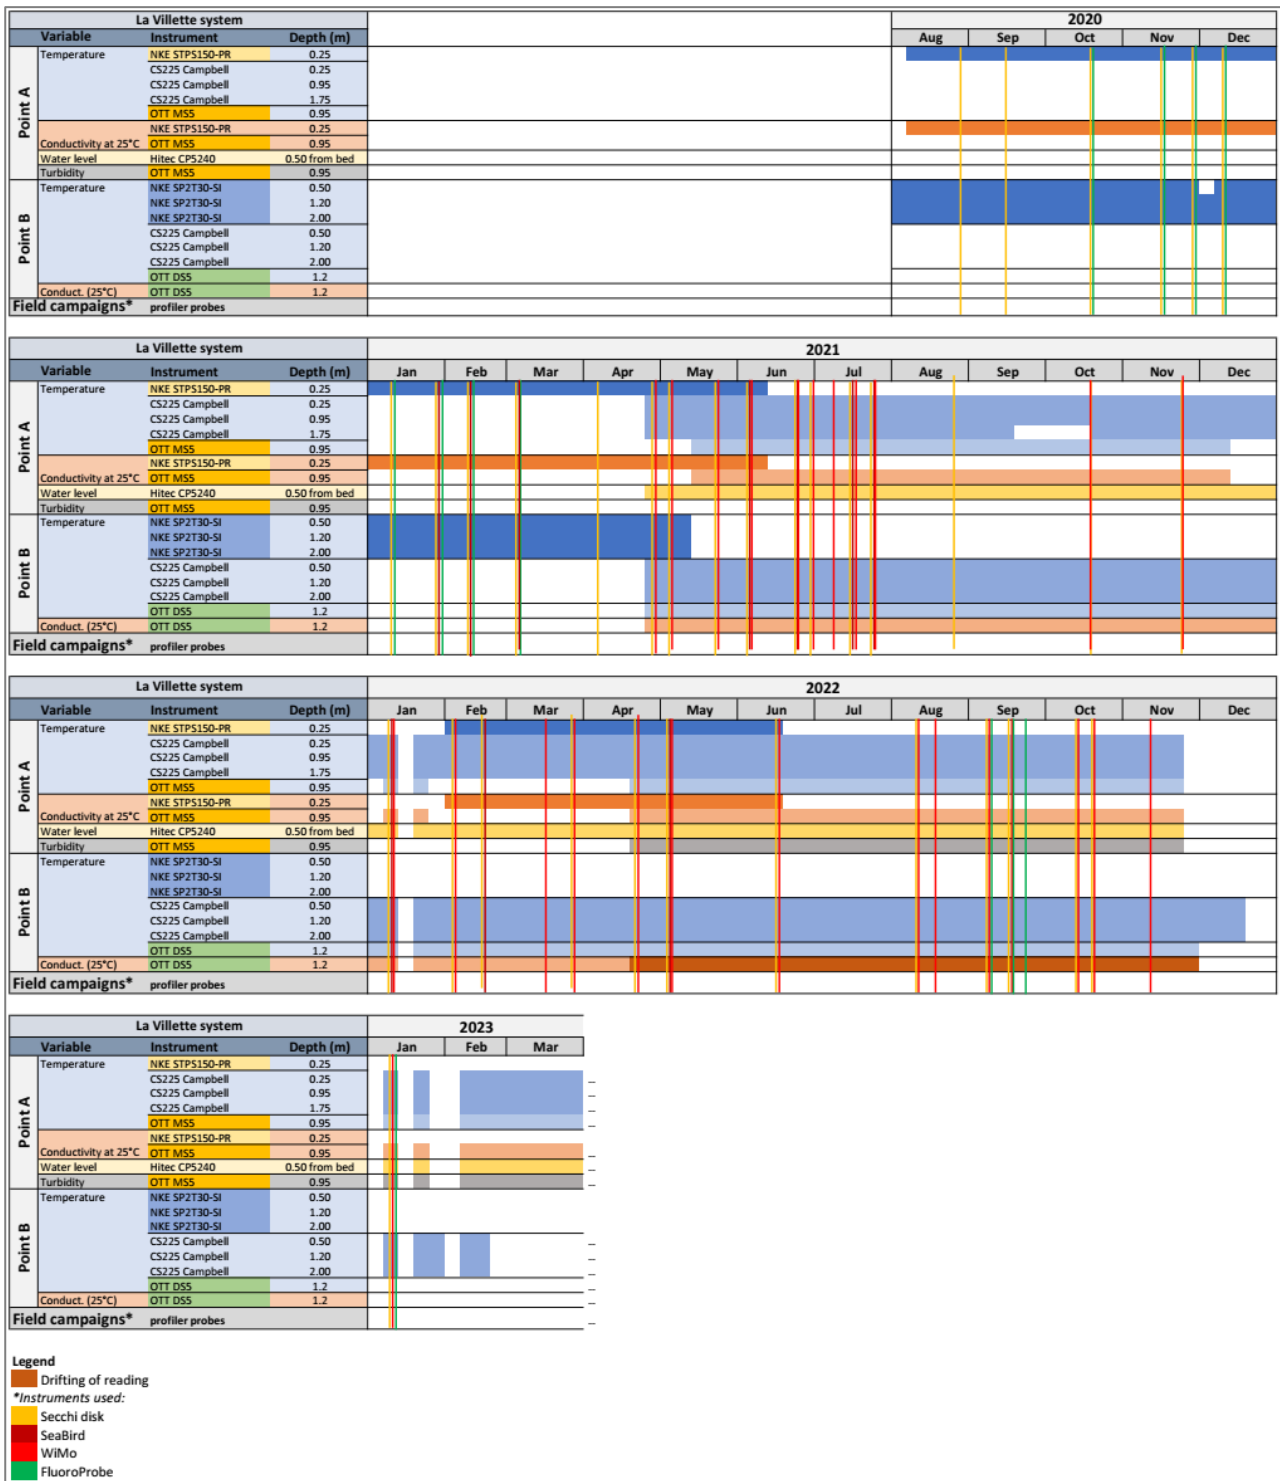 La Villette system 2020
Variable Instrument Depth (m) Aug Sep Oct Nov Dec
Point A
Temperature NKE STPS150-PR 0.25
CS225 Campbell 0.25
CS225 Campbell 0.95
CS225 Campbell 1.75
OTT MS5 0.95
NKE STPS150-PR 0.25
Conductivity at 25°C OTT MS5 0.95
Water level Hitec CP5240 0.50 from bed
Turbidity OTT MS5 0.95
Point B
Temperature NKE SP2T30-SI 0.50
NKE SP2T30-SI 1.20
NKE SP2T30-SI 2.00
CS225 Campbell 0.50
CS225 Campbell 1.20
CS225 Campbell 2.00
OTT DS5 1.2
Conduct. (25°C) OTT DS5 1.2
Field campaigns* profiler probes
La Villette system 2021
Variable Instrument Depth (m) Jan Feb Mar Apr May Jun Jul Aug Sep Oct Nov Dec
Point A
Temperature NKE STPS150-PR 0.25
CS225 Campbell 0.25
CS225 Campbell 0.95
CS225 Campbell 1.75
OTT MS5 0.95
NKE STPS150-PR 0.25
Conductivity at 25°C OTT MS5 0.95
Water level Hitec CP5240 0.50 from bed
Turbidity OTT MS5 0.95
Point B
Temperature NKE SP2T30-SI 0.50
NKE SP2T30-SI 1.20
NKE SP2T30-SI 2.00
CS225 Campbell 0.50
CS225 Campbell 1.20
CS225 Campbell 2.00
OTT DS5 1.2
Conduct. (25°C) OTT DS5 1.2
Field campaigns* profiler probes
La Villette system 2022
Variable Instrument Depth (m) Jan Feb Mar Apr May Jun Jul Aug Sep Oct Nov Dec
Point A
Temperature NKE STPS150-PR 0.25
CS225 Campbell 0.25
CS225 Campbell 0.95
CS225 Campbell 1.75
OTT MS5 0.95
NKE STPS150-PR 0.25
Conductivity at 25°C OTT MS5 0.95
Water level Hitec CP5240 0.50 from bed
Turbidity OTT MS5 0.95
Point B
Temperature NKE SP2T30-SI 0.50
NKE SP2T30-SI 1.20
NKE SP2T30-SI 2.00
CS225 Campbell 0.50
CS225 Campbell 1.20
CS225 Campbell 2.00
OTT DS5 1.2
Conduct. (25°C) OTT DS5 1.2
Field campaigns* profiler probes
La Villette system 2023
Variable Instrument Depth (m) Jan Feb Mar
Point A
Temperature NKE STPS150-PR 0.25
CS225 Campbell 0.25 ...
CS225 Campbell 0.95 ...
CS225 Campbell 1.75 ...
OTT MS5 0.95 ...
NKE STPS150-PR 0.25
Conductivity at 25°C OTT MS5 0.95 ...
Water level Hitec CP5240 0.50 from bed ...
Turbidity OTT MS5 0.95 ...
Point B
Temperature NKE SP2T30-SI 0.50
NKE SP2T30-SI 1.20
NKE SP2T30-SI 2.00
CS225 Campbell 0.50 ...
CS225 Campbell 1.20 ...
CS225 Campbell 2.00 ...
OTT DS5 1.2 ...
Conduct. (25°C) OTT DS5 1.2 ...
Field campaigns* profiler probes ...
Legend
Drifting of reading
*Instruments used:
Secchi disk
SeaBird
WiMo
FluoroProbe